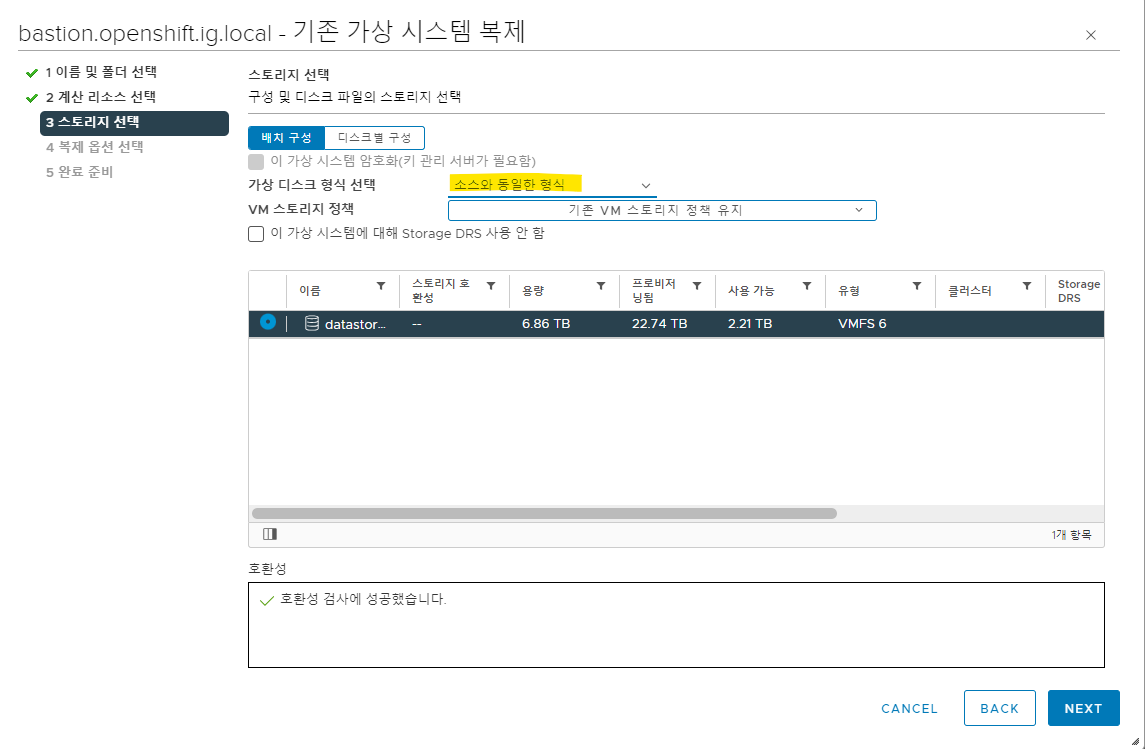 bastion.openshift.ig.local - 기존 가상 시스템 복제
1 이름 및 폴더 선택
2 계산 리소스 선택
3 스토리지 선택
4 복제 옵션 선택
5 완료 준비
스토리지 선택
구성 및 디스크 파일의 스토리지 선택
배치 구성 디스크별 구성
이 가상 시스템 암호화(키 관리 서버가 필요함)
가상 디스크 형식 선택 소스와 동일한 형식
VM 스토리지 정책 기존 VM 스토리지 정책 유지
이 가상 시스템에 대해 Storage DRS 사용 안 함
이름 스토리지 호환성 용량 프로비저닝됨 사용 가능 유형 클러스터 Storage DRS
datastor... -- 6.86 TB 22.74 TB 2.21 TB VMFS 6
1개 항목
호환성
호환성 검사에 성공했습니다.
CANCEL BACK NEXT